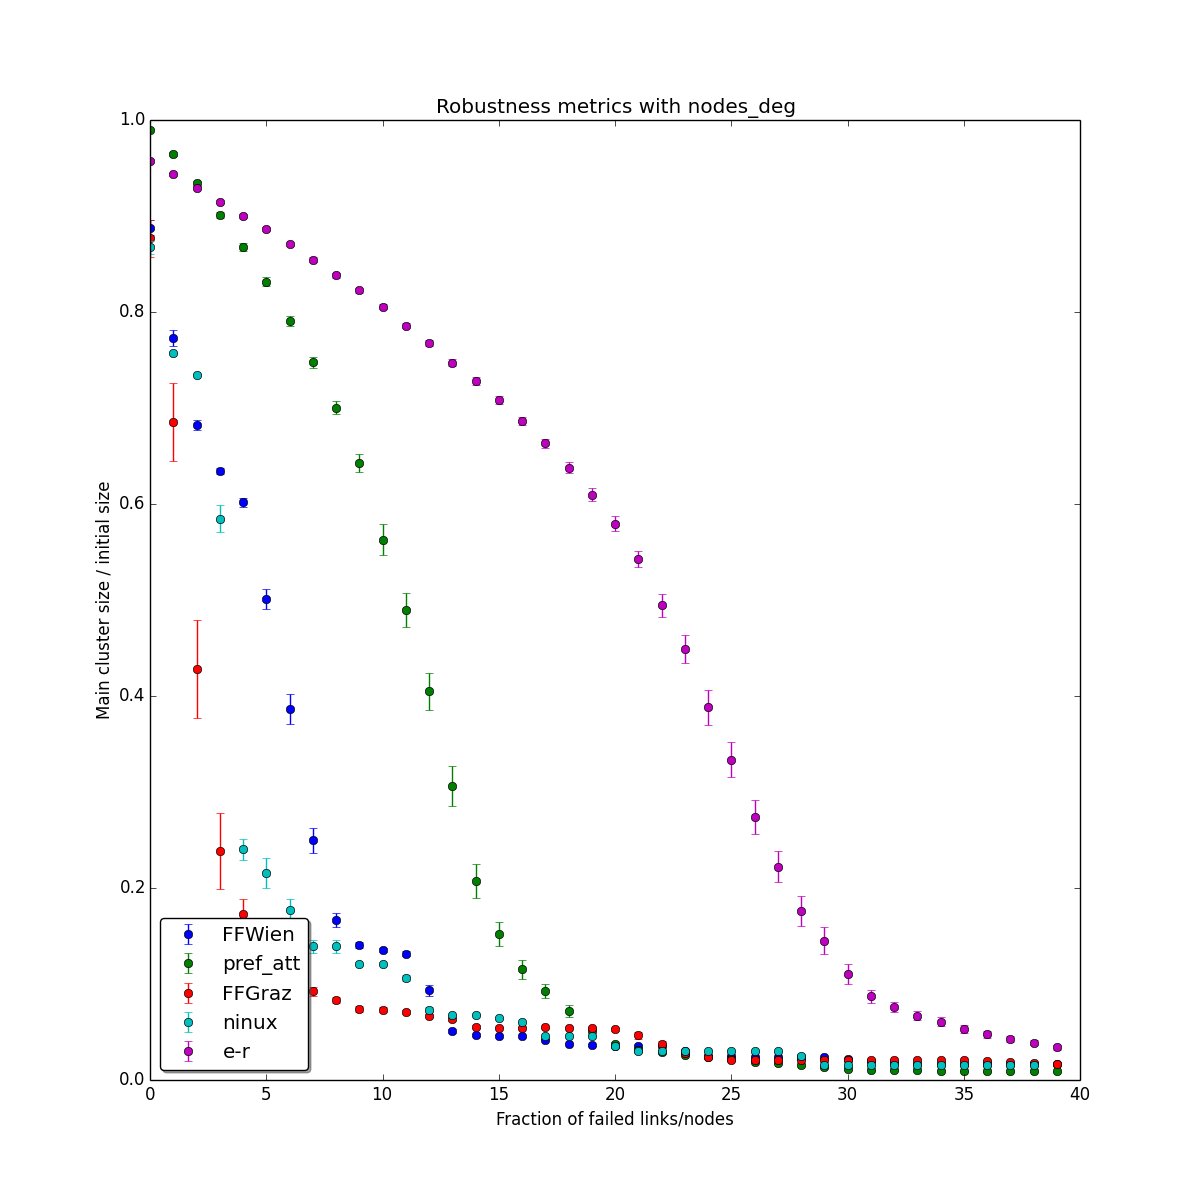 Robustness metrics with nodes_deg
Main cluster size / initial size
1.0
0.8
0.6
0.4
0.2
0.0
FFWien
pref_att
FFGraz
ninux
e-r
0 5 10 15 20 25 30 35 40
Fraction of failed links/nodes